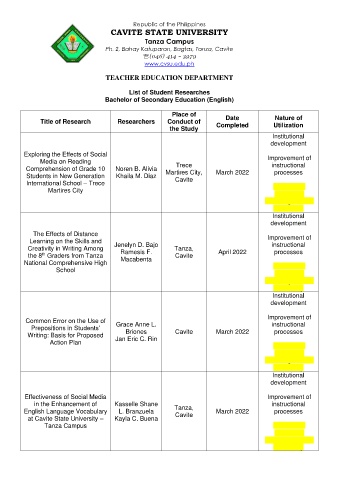 Republic of the Philippines
CAVITE STATE UNIVERSITY
Tanza Campus
Ph. 2, Bahay Katuparan, Bagtas, Tanza, Cavite
☏(046) 414 – 3979
www.cvsu.edu.ph
TEACHER EDUCATION DEPARTMENT
List of Student Researches
Bachelor of Secondary Education (English)
Title of Research
Researchers
Place of
Conduct of
the Study
Date
Completed
Nature of
Utilization
Exploring the Effects of Social
Media on Reading
Comprehension of Grade 10
Students in New Generation
International School – Trece
Martires City
Noren B. Alivia
Khaila M. Diaz
Trece
Martires City,
Cavite
March 2022
Institutional
development
Improvement of
instructional
processes
The Effects of Distance
Learning on the Skills and
Creativity in Writing Among
the 8th Graders from Tanza
National Comprehensive High
School
Jenelyn D. Bajo
Ramesis F.
Macabenta
Tanza,
Cavite
April 2022
Institutional
development
Improvement of
instructional
processes
Common Error on the Use of
Prepositions in Students'
Writing: Basis for Proposed
Action Plan
Grace Anne L.
Briones
Jan Eric C. Rin
Cavite
March 2022
Institutional
development
Improvement of
instructional
processes
Effectiveness of Social Media
in the Enhancement of
English Language Vocabulary
at Cavite State University –
Tanza Campus
Kasselle Shane
L. Branzuela
Kayla C. Buena
Tanza,
Cavite
March 2022
Institutional
development
Improvement of
instructional
processes